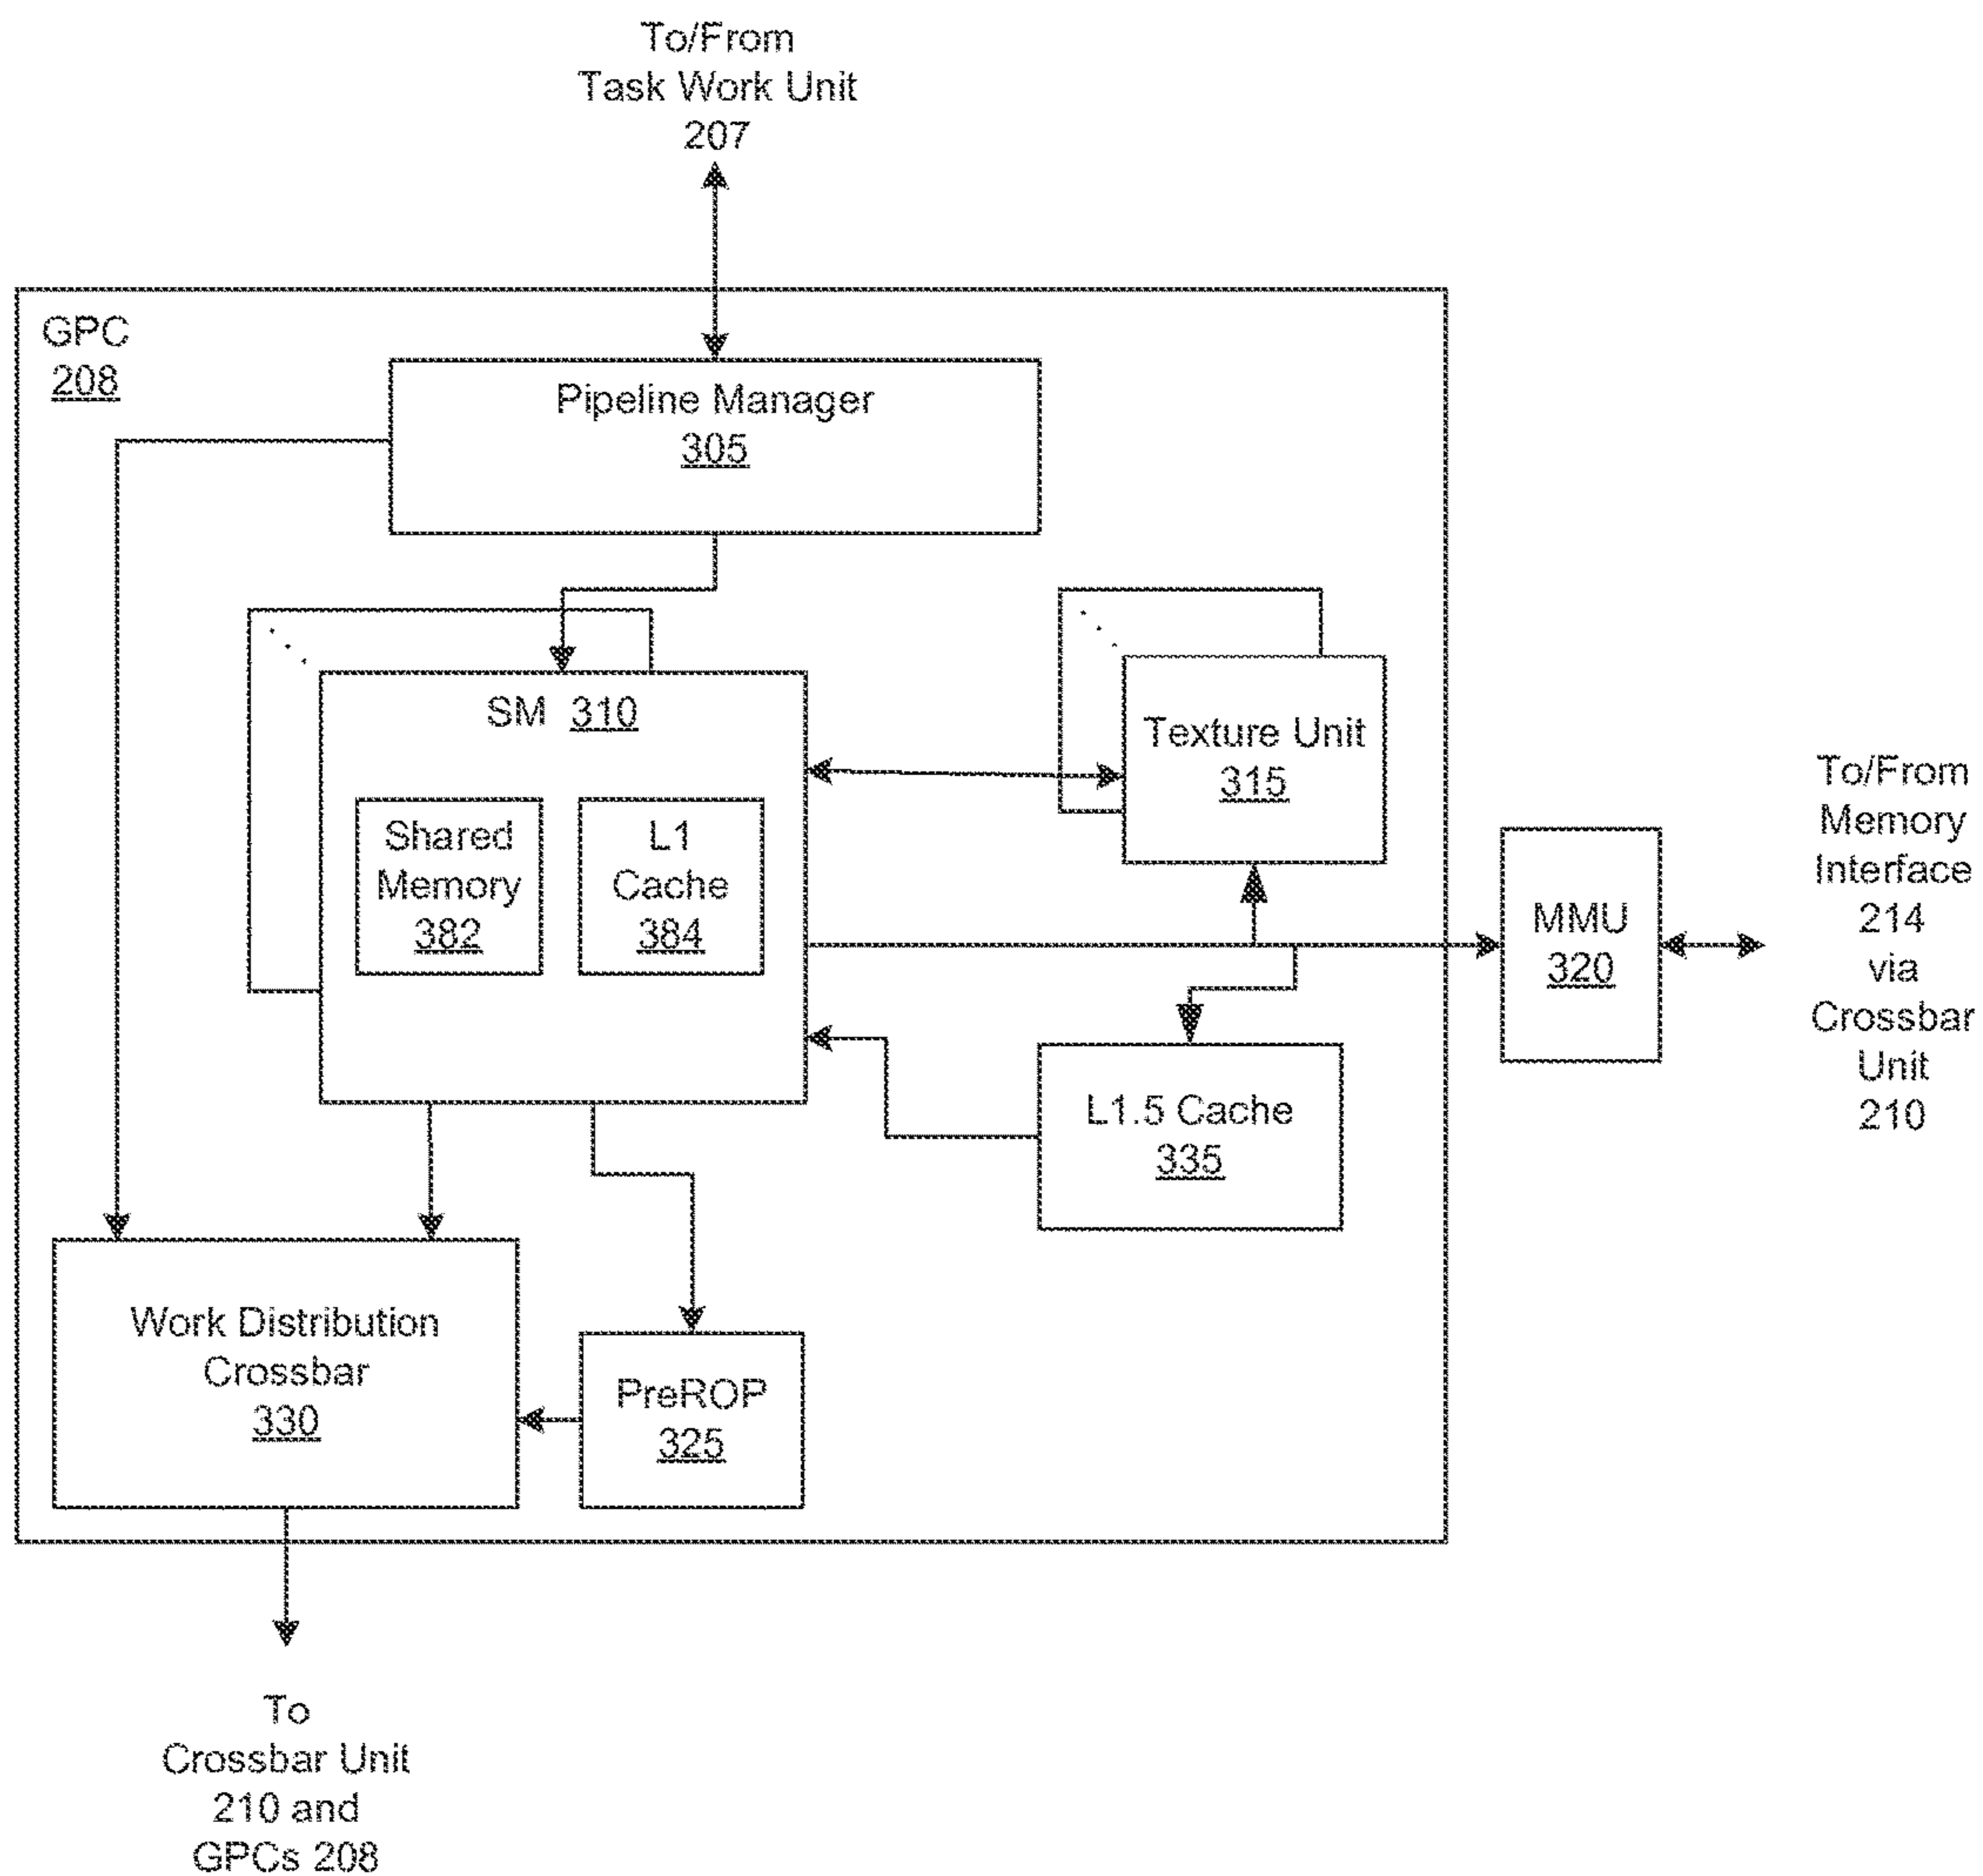 To/From
Task Work Unit
207
GPC
208
Pipeline Manager
305
SM 310
Shared
Memory
382
L1
Cache
384
Texture Unit
315
MMU
320
To/From
Memory
Interface
214
via
Crossbar
Unit
210
L1.5 Cache
335
Work Distribution
Crossbar
330
PreROP
325
To
Crossbar Unit
210 and
GPCs 208